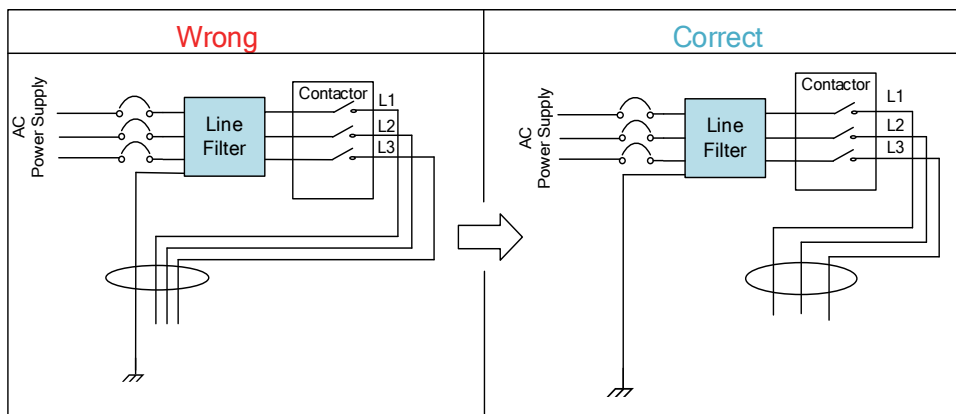 Wrong
Correct
AC
Power Supply
Line
Filter
Contactor
L1
L2
L3
AC
Power Supply
Line
Filter
Contactor
L1
L2
L3